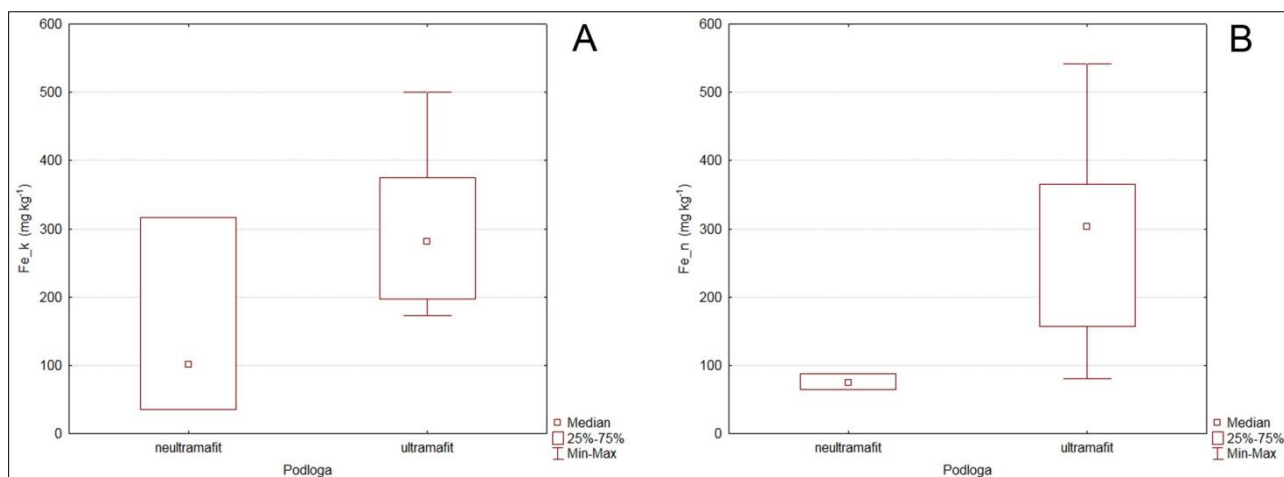 A
600
500
400
300
200
100
0
Fe_k (mg kg⁻¹)
neultramafit ultramafit
Podloga
Median
25%-75%
Min-Max
B
600
500
400
300
200
100
0
Fe_n (mg kg⁻¹)
neultramafit ultramafit
Podloga
Median
25%-75%
Min-Max